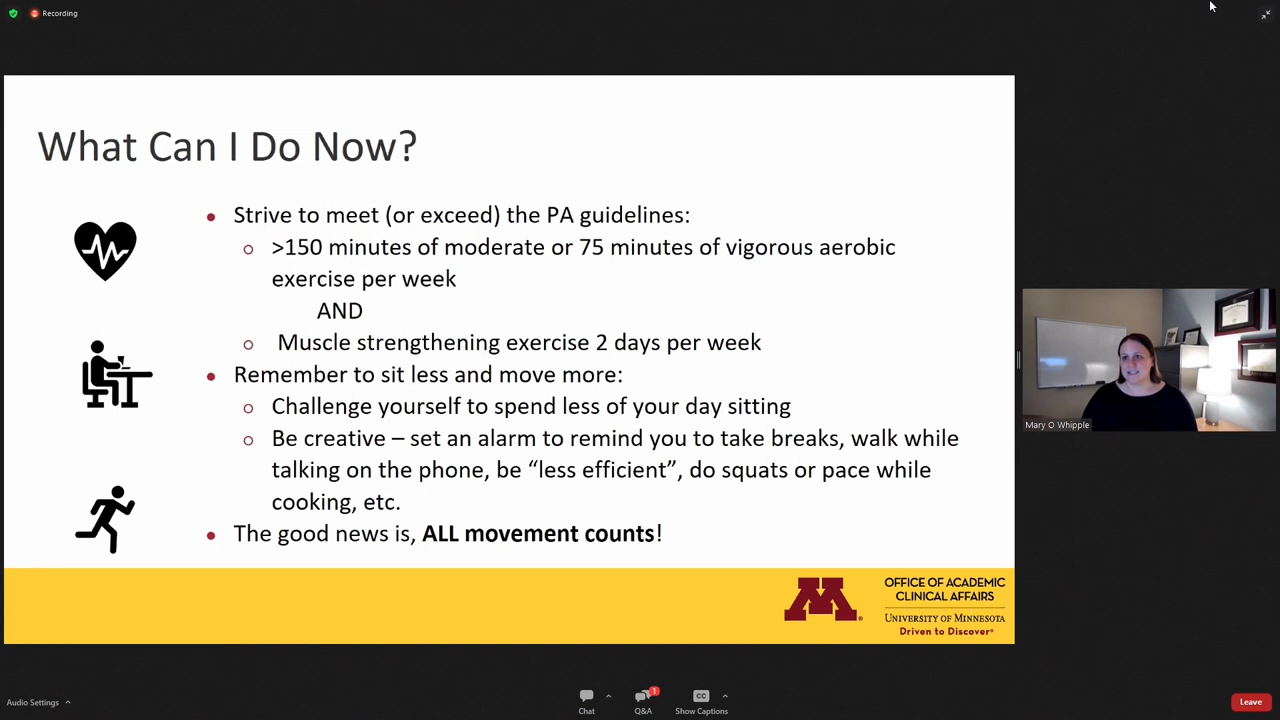 Recording
What Can I Do Now?
• Strive to meet (or exceed) the PA guidelines:
o >150 minutes of moderate or 75 minutes of vigorous aerobic
exercise per week
AND
o Muscle strengthening exercise 2 days per week
• Remember to sit less and move more:
o Challenge yourself to spend less of your day sitting
o Be creative – set an alarm to remind you to take breaks, walk while
talking on the phone, be “less efficient”, do squats or pace while
cooking, etc.
• The good news is, ALL movement counts!
M®
OFFICE OF ACADEMIC
CLINICAL AFFAIRS
UNIVERSITY OF MINNESOTA
Driven to Discover®
Mary O Whipple
Audio Settings
Chat
1
Q&A
CC
Show Captions
Leave